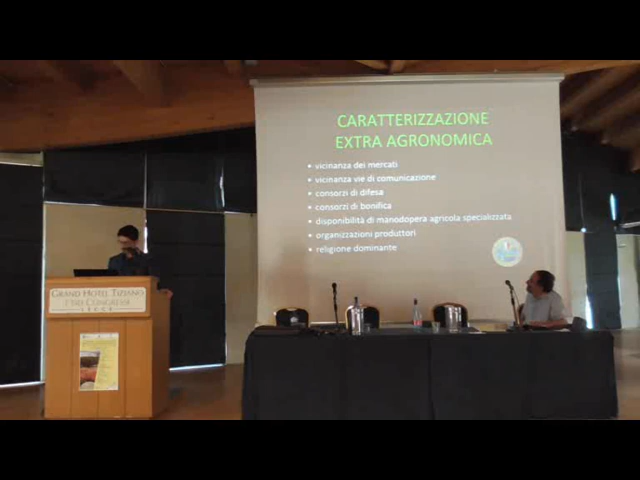 CARATTERIZZAZIONE
EXTRA AGRONOMICA
• vicinanza dei mercati
• vicinanza vie di comunicazione
• consorzi di difesa
• consorzi di bonifica
• disponibilità di manodopera agricola specializzata
• organizzazioni produttori
• religione dominante
GRAND HOTEL TIZIANO
E DEI CONGRESSI
LECCE